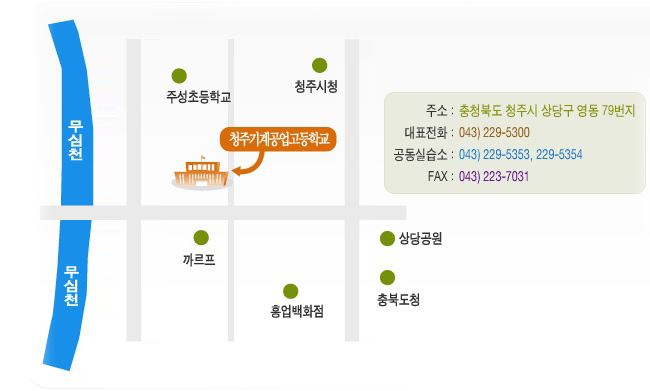 무심천
주성초등학교
청주시청
청주기계공업고등학교
주소 : 충청북도 청주시 상당구 영동 79번지
대표전화 : 043) 229-5300
공동실습소 : 043) 229-5353, 229-5354
FAX : 043) 223-7031
까르프
상당공원
무심천
흥업백화점
충북도청